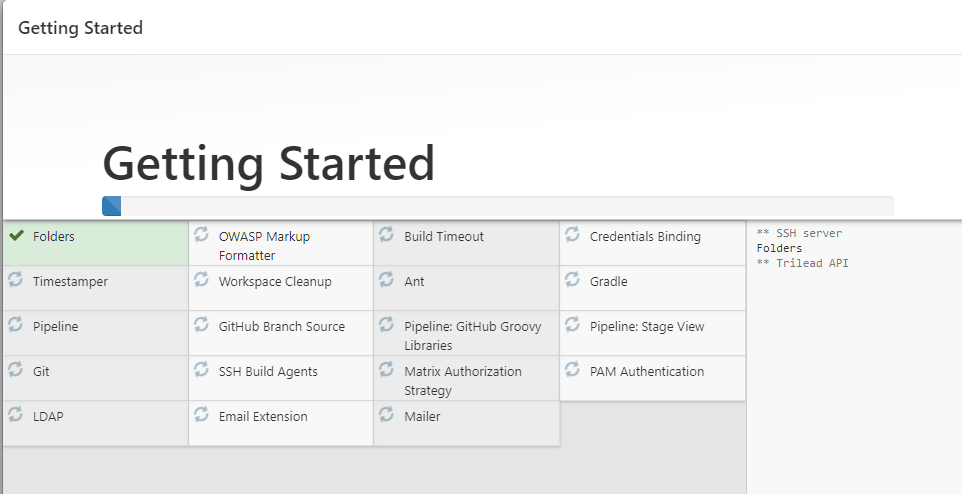 Getting Started
Getting Started
Folders
OWASP Markup
Formatter
Build Timeout
Credentials Binding
Timestamper
Workspace Cleanup
Ant
Gradle
Pipeline
GitHub Branch Source
Pipeline: GitHub Groovy
Libraries
Pipeline: Stage View
Git
SSH Build Agents
Matrix Authorization
Strategy
PAM Authentication
LDAP
Email Extension
Mailer
** SSH server
Folders
** Trilead API